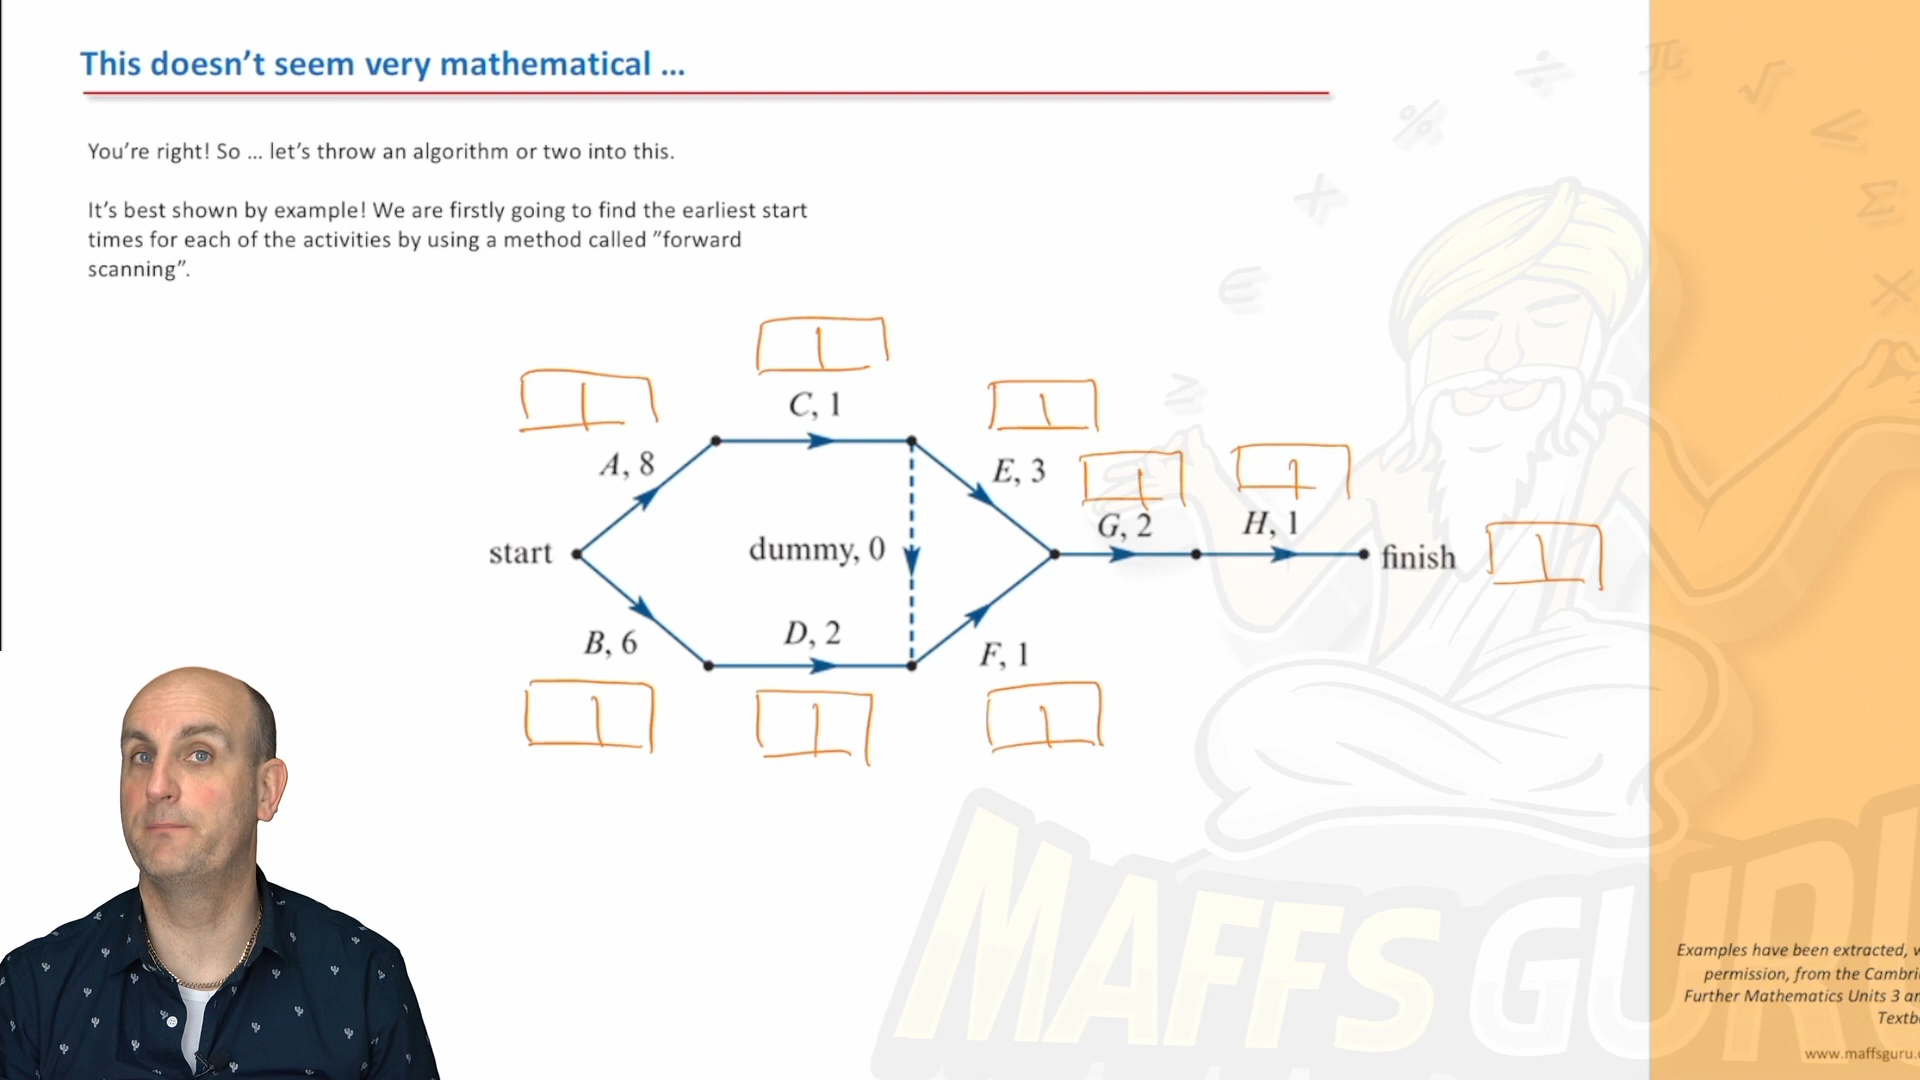 This doesn’t seem very mathematical ...
You’re right! So ... let’s throw an algorithm or two into this.
It’s best shown by example! We are firstly going to find the earliest start
times for each of the activities by using a method called ”forward
scanning”.
C, 1
A, 8
E, 3
G, 2
H, 1
start
dummy, 0
finish
B, 6
D, 2
F, 1
MAFFS GURU
Examples have been extracted, w
permission, from the Cambri
Further Mathematics Units 3 an
Textb
www.maffsguru.c